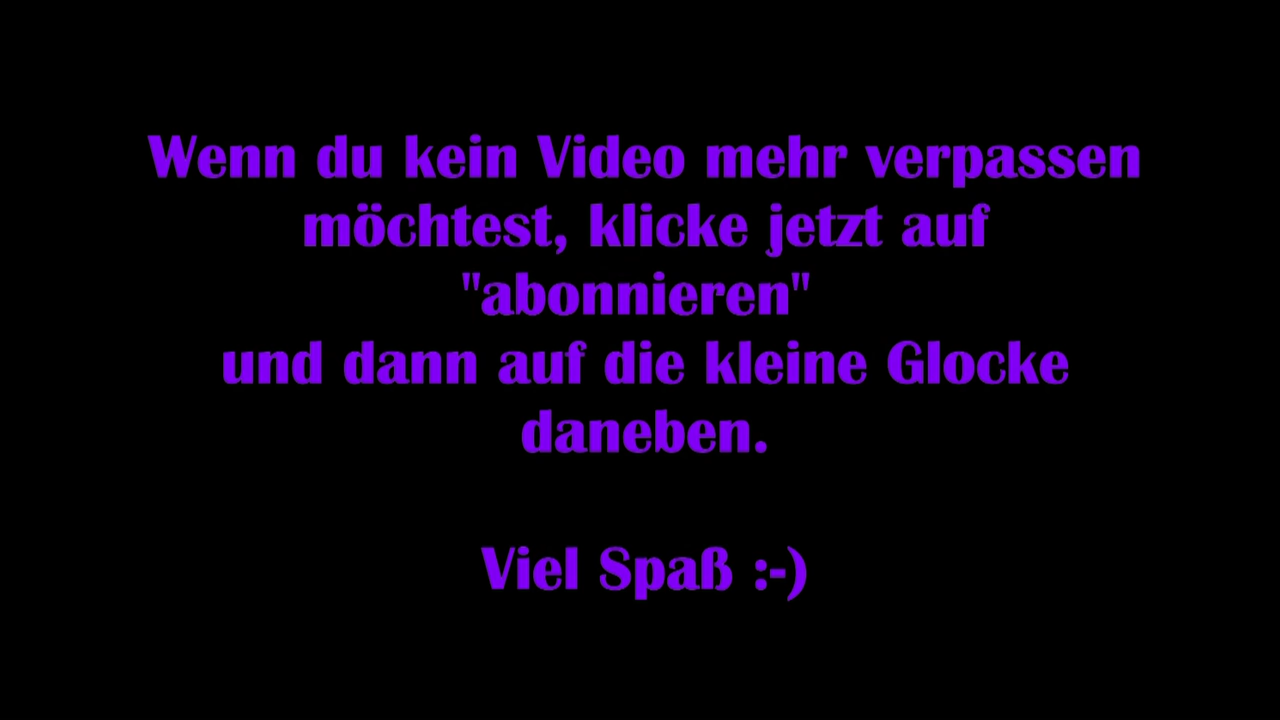 Wenn du kein Video mehr verpassen
möchtest, klicke jetzt auf
"abonnieren"
und dann auf die kleine Glocke
daneben.
Viel Spaß :-)